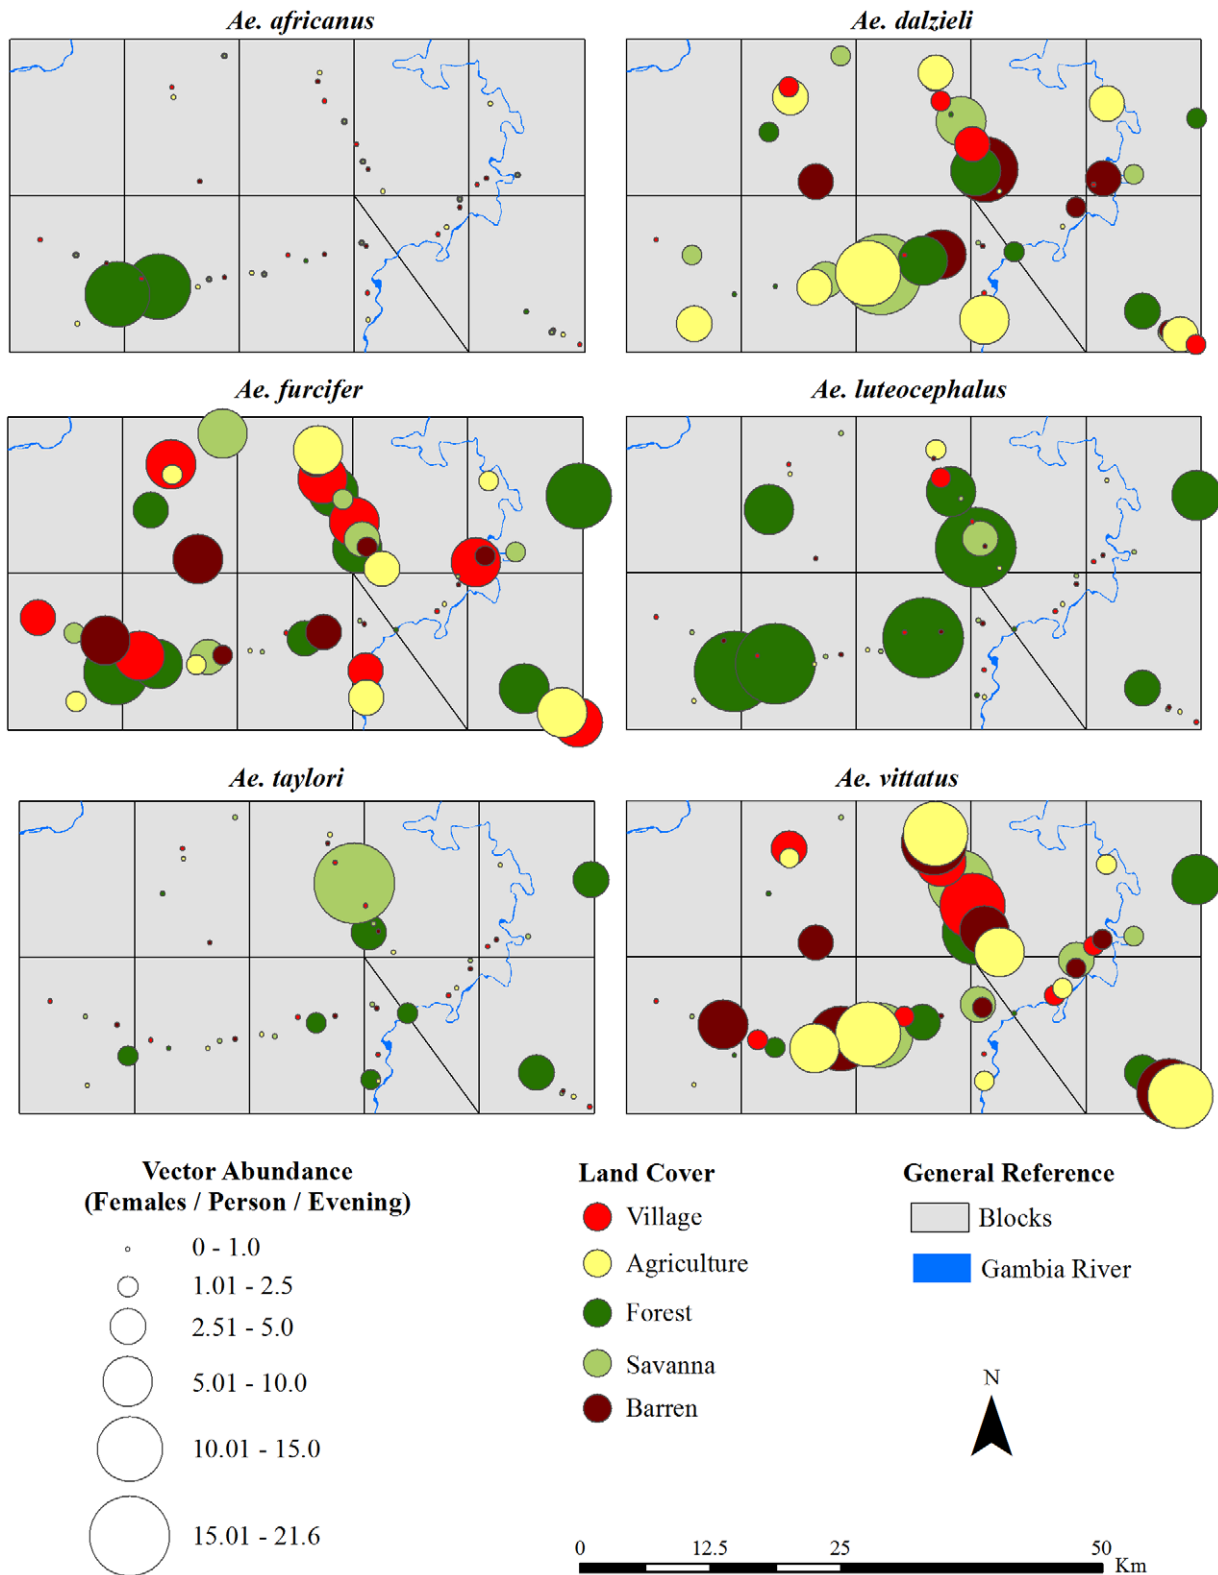 Ae. africanus
Ae. dalzieli
Ae. furcifer
Ae. luteocephalus
Ae. taylori
Ae. vittatus
Vector Abundance
(Females / Person / Evening)
0 - 1.0
1.01 - 2.5
2.51 - 5.0
5.01 - 10.0
10.01 - 15.0
15.01 - 21.6
Land Cover
Village
Agriculture
Forest
Savanna
Barren
General Reference
Blocks
Gambia River
N
0 12.5 25 50
Km